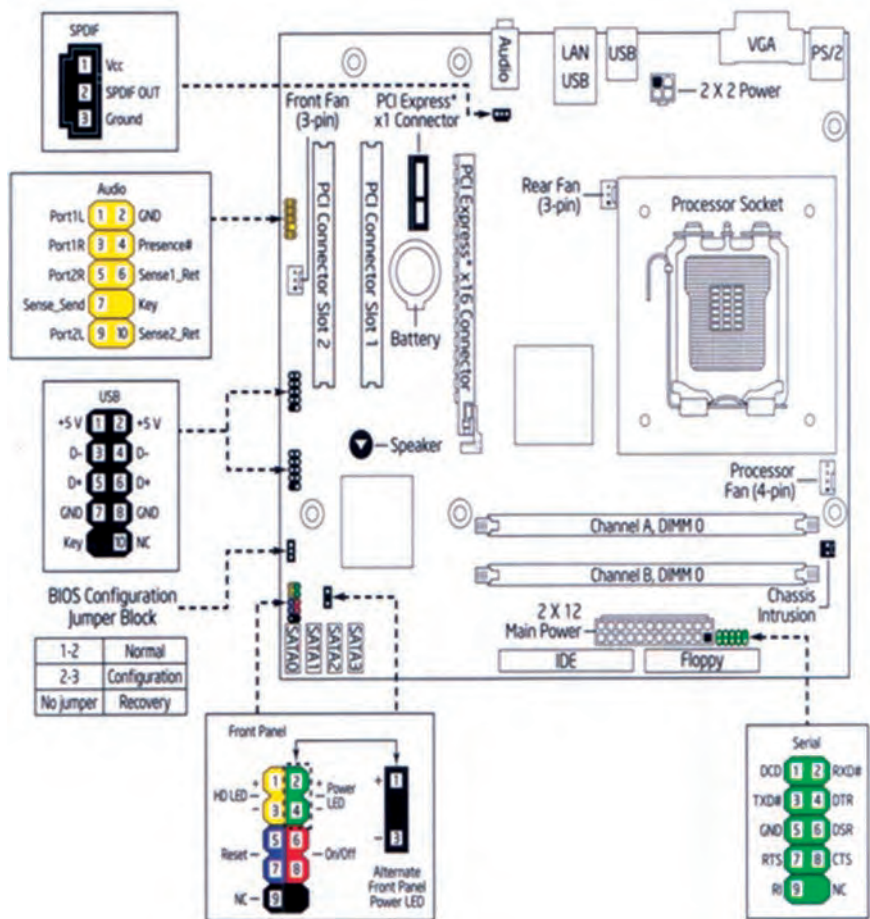 SPDIF
1 Vcc
2 SPDIF OUT
3 Ground
Audio
Port1L 1 2 GND
Port1R 3 4 Presence#
Port2R 5 6 Sense1_Ret
Sense_Send 7 Key
Port2L 9 10 Sense2_Ret
USB
+5 V 1 2 +5 V
D- 3 4 D-
D+ 5 6 D+
GND 7 8 GND
Key 10 NC
BIOS Configuration
Jumper Block
1-2 Normal
2-3 Configuration
No jumper Recovery
Audio
LAN
USB
USB
VGA
PS/2
2 X 2 Power
Front Fan
(3-pin)
PCI Express*
x1 Connector
PCI Connector Slot 2
PCI Connector Slot 1
PCI Express* x16 Connector
Battery
Speaker
Rear Fan
(3-pin)
Processor Socket
Processor
Fan (4-pin)
Channel A, DIMM 0
Channel B, DIMM 0
Chassis
Intrusion
2 X 12
Main Power
IDE
Floppy
SATA0
SATA1
SATA2
SATA3
Front Panel
+ 1 2 +
HD LED Power
LED
- 3 4 -
Reset 5 6 On/Off
7 8
NC 9
+ 1
- 3
Alternate
Front Panel
Power LED
Serial
DCD 1 2 RXD#
TXD# 3 4 DTR
GND 5 6 DSR
RTS 7 8 CTS
RI 9 NC